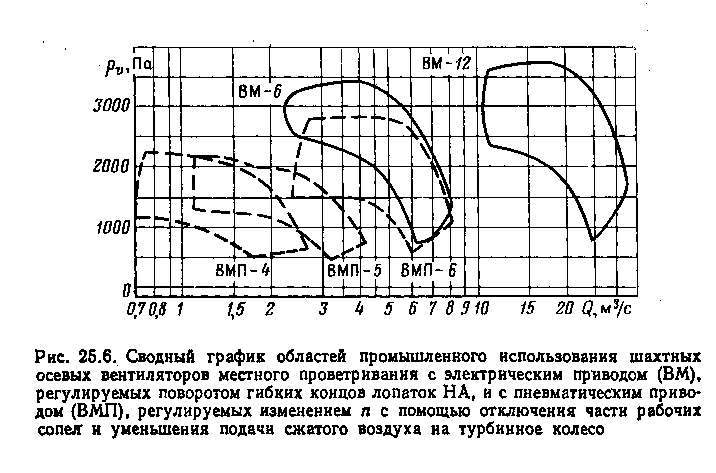 pv, Па
ВМ-12
ВМ-6
3000
2000
1000
ВМП-4 ВМП-5 ВМП-6
0
0,7 0,8 1 1,5 2 3 4 5 6 7 8 9 10 15 20 Q, м³/с
Рис. 25.6. Сводный график областей промышленного использования шахтных
осевых вентиляторов местного проветривания с электрическим приводом (ВМ),
регулируемых поворотом гибких концов лопаток НА, и с пневматическим приво-
дом (ВМП), регулируемых изменением n с помощью отключения части рабочих
сопел и уменьшения подачи сжатого воздуха на турбинное колесо